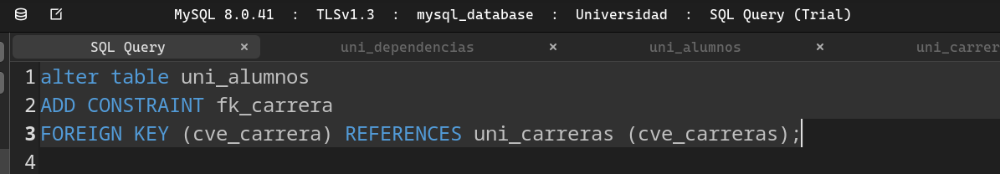 MySQL 8.0.41 : TLSv1.3 : mysql_database : Universidad : SQL Query (Trial)
SQL Query × uni_dependencias × uni_alumnos × uni_carrer
1 alter table uni_alumnos
2 ADD CONSTRAINT fk_carrera
3 FOREIGN KEY (cve_carrera) REFERENCES uni_carreras (cve_carreras);
4